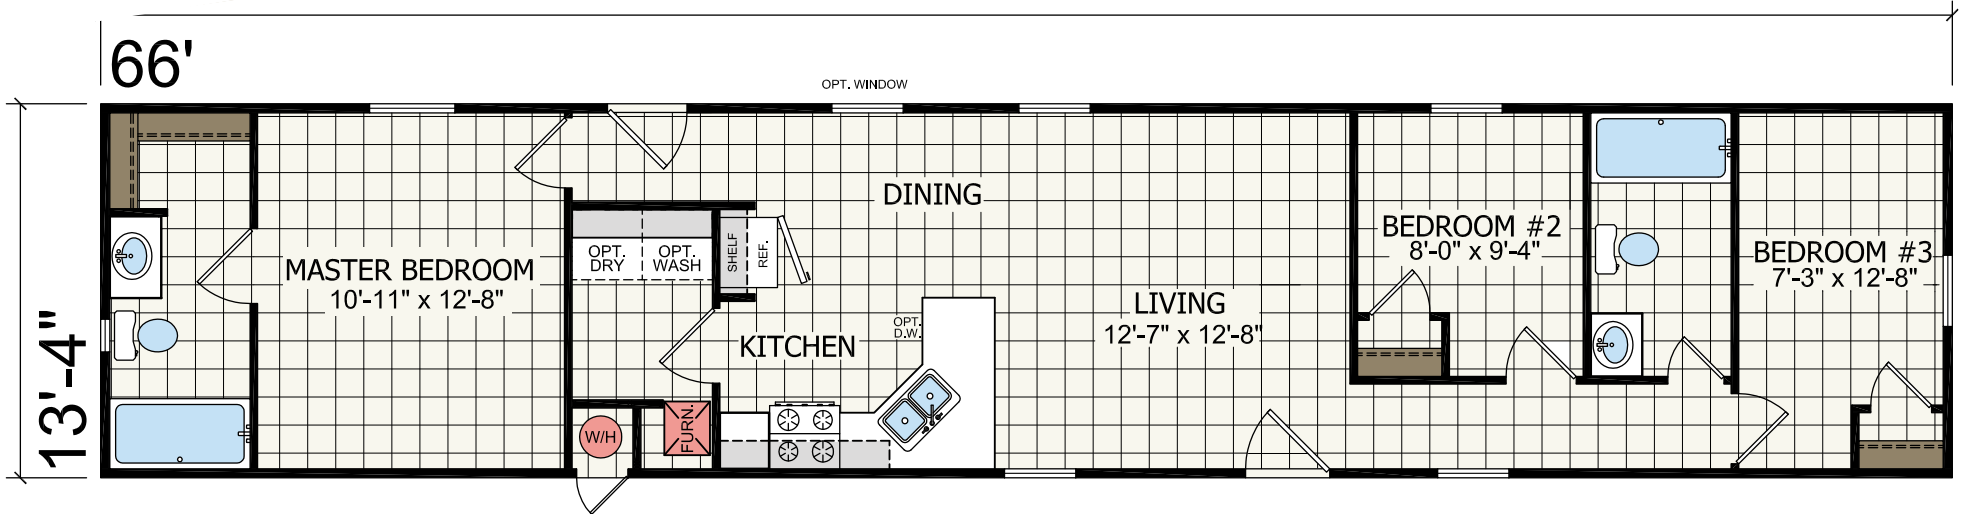 66'
OPT. WINDOW
13'-4"
MASTER BEDROOM
10'-11" x 12'-8"
OPT.
DRY
OPT.
WASH
SHELF
REF.
DINING
KITCHEN
OPT.
D.W.
W/H
FURN.
LIVING
12'-7" x 12'-8"
BEDROOM #2
8'-0" x 9'-4"
BEDROOM #3
7'-3" x 12'-8"